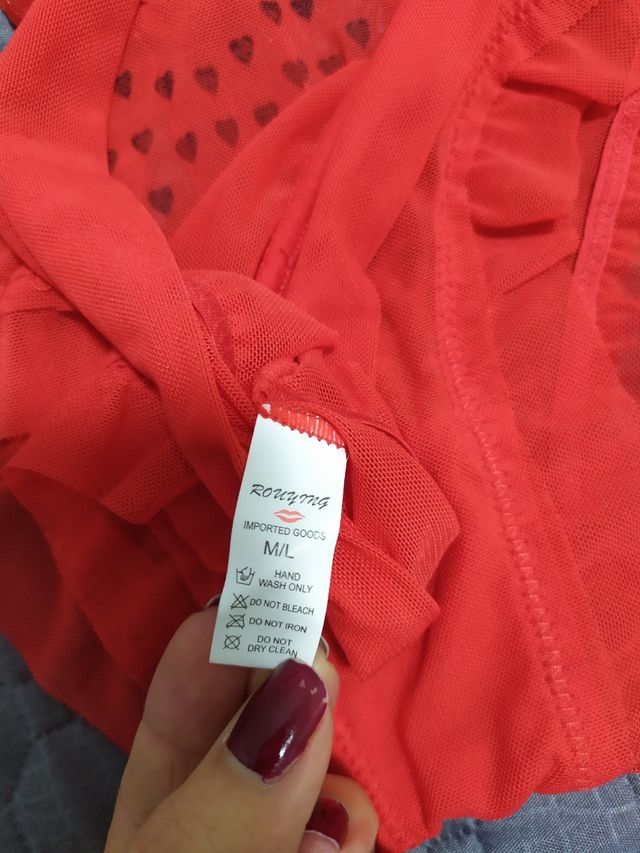 ROUYING
IMPORTED GOODS
M/L
HAND
WASH ONLY
DO NOT BLEACH
DO NOT IRON
DO NOT
DRY CLEAN